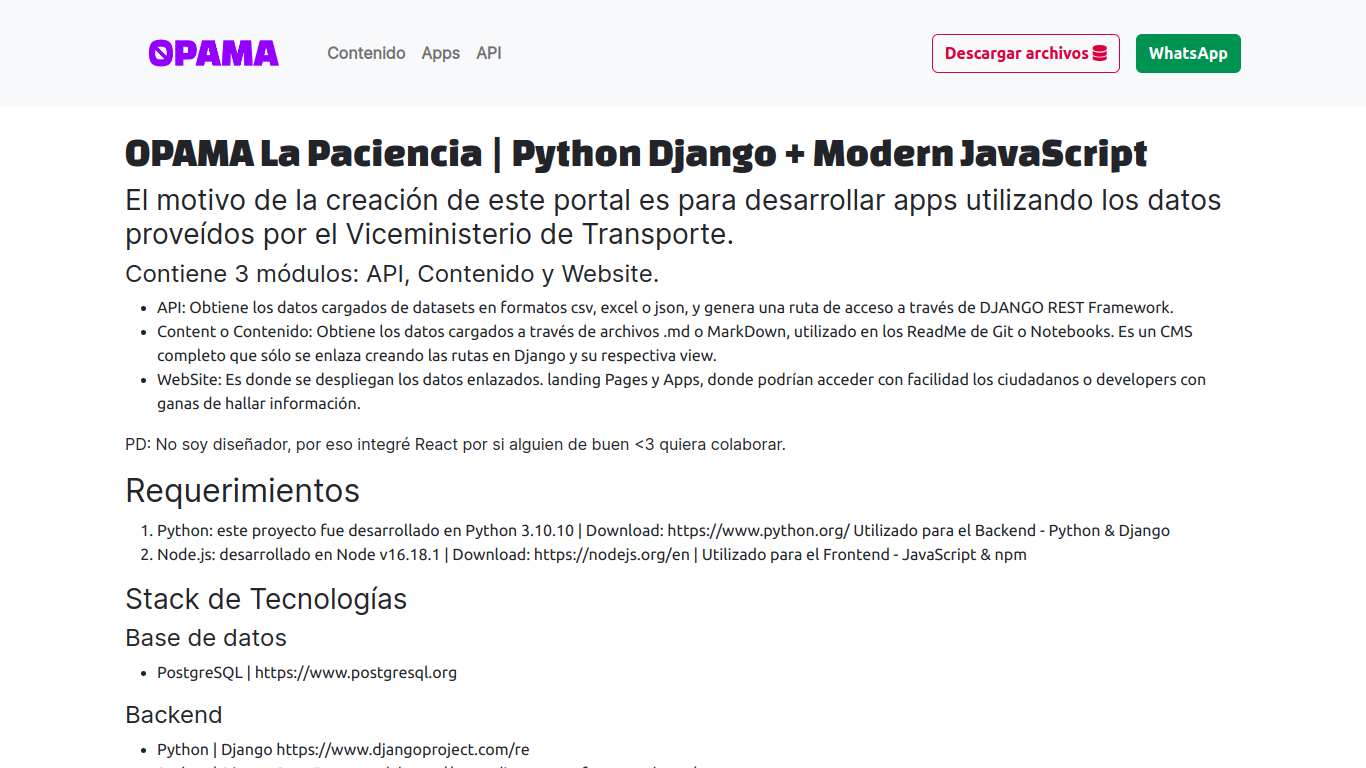 OPAMA
Contenido Apps API
Descargar archivos
WhatsApp
OPAMA La Paciencia | Python Django + Modern JavaScript
El motivo de la creación de este portal es para desarrollar apps utilizando los datos
proveídos por el Viceministerio de Transporte.
Contiene 3 módulos: API, Contenido y Website.
• API: Obtiene los datos cargados de datasets en formatos csv, excel o json, y genera una ruta de acceso a través de DJANGO REST Framework.
• Content o Contenido: Obtiene los datos cargados a través de archivos .md o MarkDown, utilizado en los ReadMe de Git o Notebooks. Es un CMS
completo que sólo se enlaza creando las rutas en Django y su respectiva view.
• WebSite: Es donde se despliegan los datos enlazados. landing Pages y Apps, donde podrían acceder con facilidad los ciudadanos o developers con
ganas de hallar información.
PD: No soy diseñador, por eso integré React por si alguien de buen <3 quiera colaborar.
Requerimientos
1. Python: este proyecto fue desarrollado en Python 3.10.10 | Download: https://www.python.org/ Utilizado para el Backend - Python & Django
2. Node.js: desarrollado en Node v16.18.1 | Download: https://nodejs.org/en | Utilizado para el Frontend - JavaScript & npm
Stack de Tecnologías
Base de datos
• PostgreSQL | https://www.postgresql.org
Backend
• Python | Django https://www.djangoproject.com/re